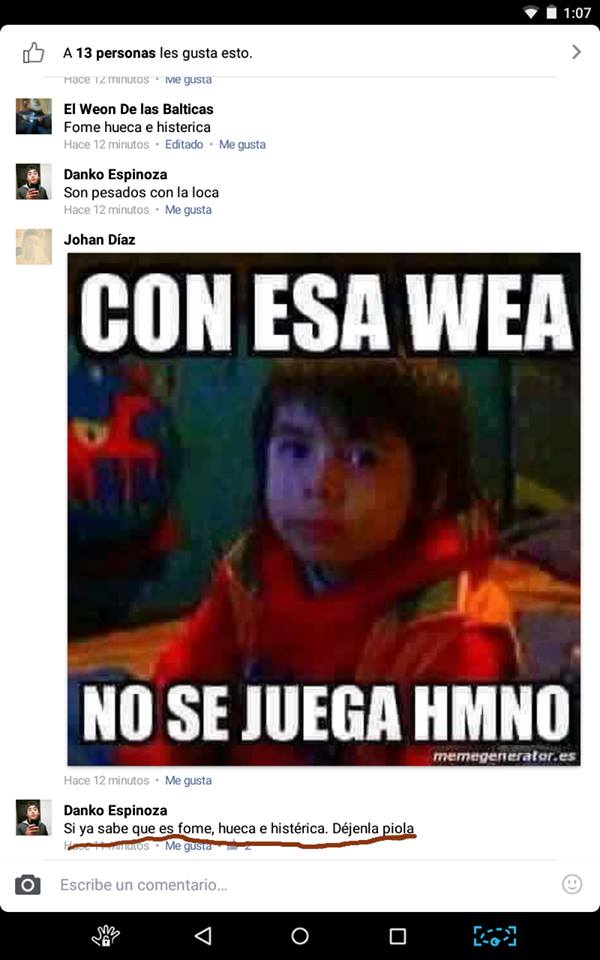 1:07
A 13 personas les gusta esto.
Hace 12 minutos • Me gusta
El Weon De las Balticas
Fome hueca e histerica
Hace 12 minutos • Editado • Me gusta
Danko Espinoza
Son pesados con la loca
Hace 12 minutos • Me gusta
Johan Díaz
CON ESA WEA
NO SE JUEGA HMNO
memegenerator.es
Hace 12 minutos • Me gusta
Danko Espinoza
Si ya sabe que es fome, hueca e histérica. Déjenla piola
Hace 11 minutos • Me gusta • 2
Escribe un comentario...